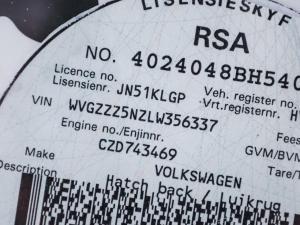 LISENSIESKYF
RSA
NO. 4024048BH540
Licence no. Veh. register no.
Lisensienr. JN51KLGP Vrt.registernr. H
VIN WVGZZZ5NZLW356337
Engine no./Enjinnr. Fees
CZD743469 GVM/BVM
Make VOLKSWAGEN Tare/T
Description Hatch back / Luikrug